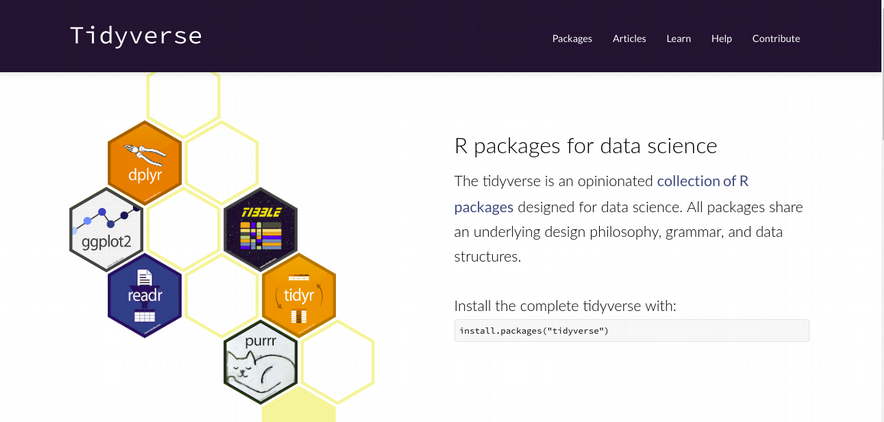 Tidyverse
Packages Articles Learn Help Contribute
dplyr
ggplot2
TIBBLE
readr
tidyr
purrr
R packages for data science
The tidyverse is an opinionated collection of R
packages designed for data science. All packages share
an underlying design philosophy, grammar, and data
structures.
Install the complete tidyverse with:
install.packages("tidyverse")